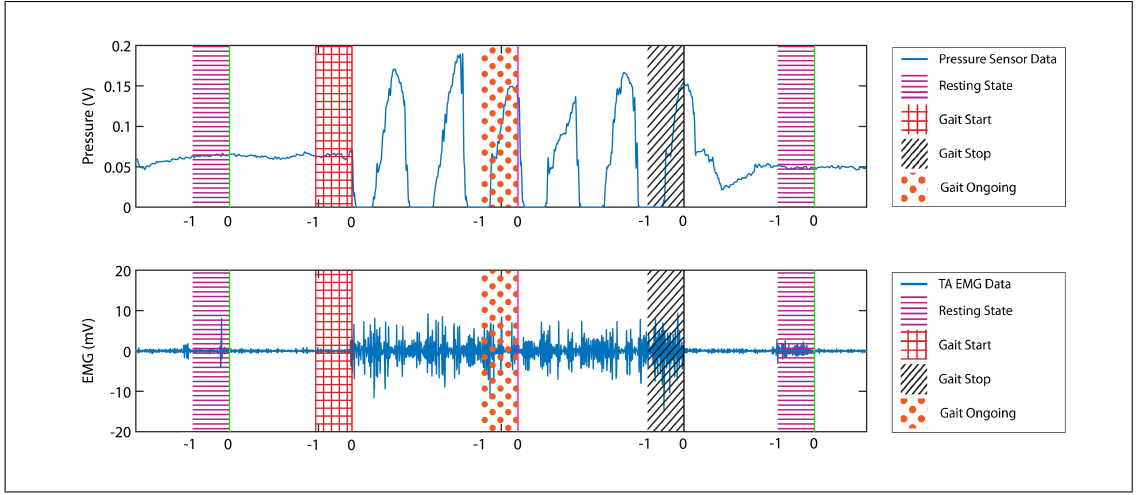 0.2
0.15
0.1
0.05
0
Pressure (V)
-1 0 -1 0 -1 0 -1 0 -1 0
Pressure Sensor Data
Resting State
Gait Start
Gait Stop
Gait Ongoing
20
10
0
-10
-20
EMG (mV)
-1 0 -1 0 -1 0 -1 0 -1 0
TA EMG Data
Resting State
Gait Start
Gait Stop
Gait Ongoing